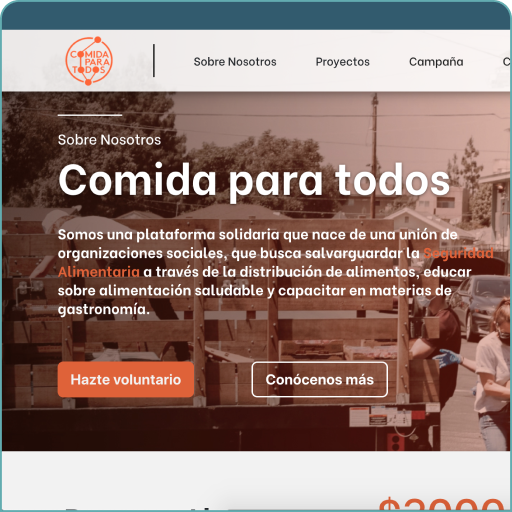 COMIDA
PARA
TODOS
Sobre Nosotros
Proyectos
Campaña
Sobre Nosotros
Comida para todos
Somos una plataforma solidaria que nace de una unión de
organizaciones sociales, que busca salvarguardar la Seguridad
Alimentaria a través de la distribución de alimentos, educar
sobre alimentación saludable y capacitar en materias de
gastronomía.
Hazte voluntario
Conócenos más